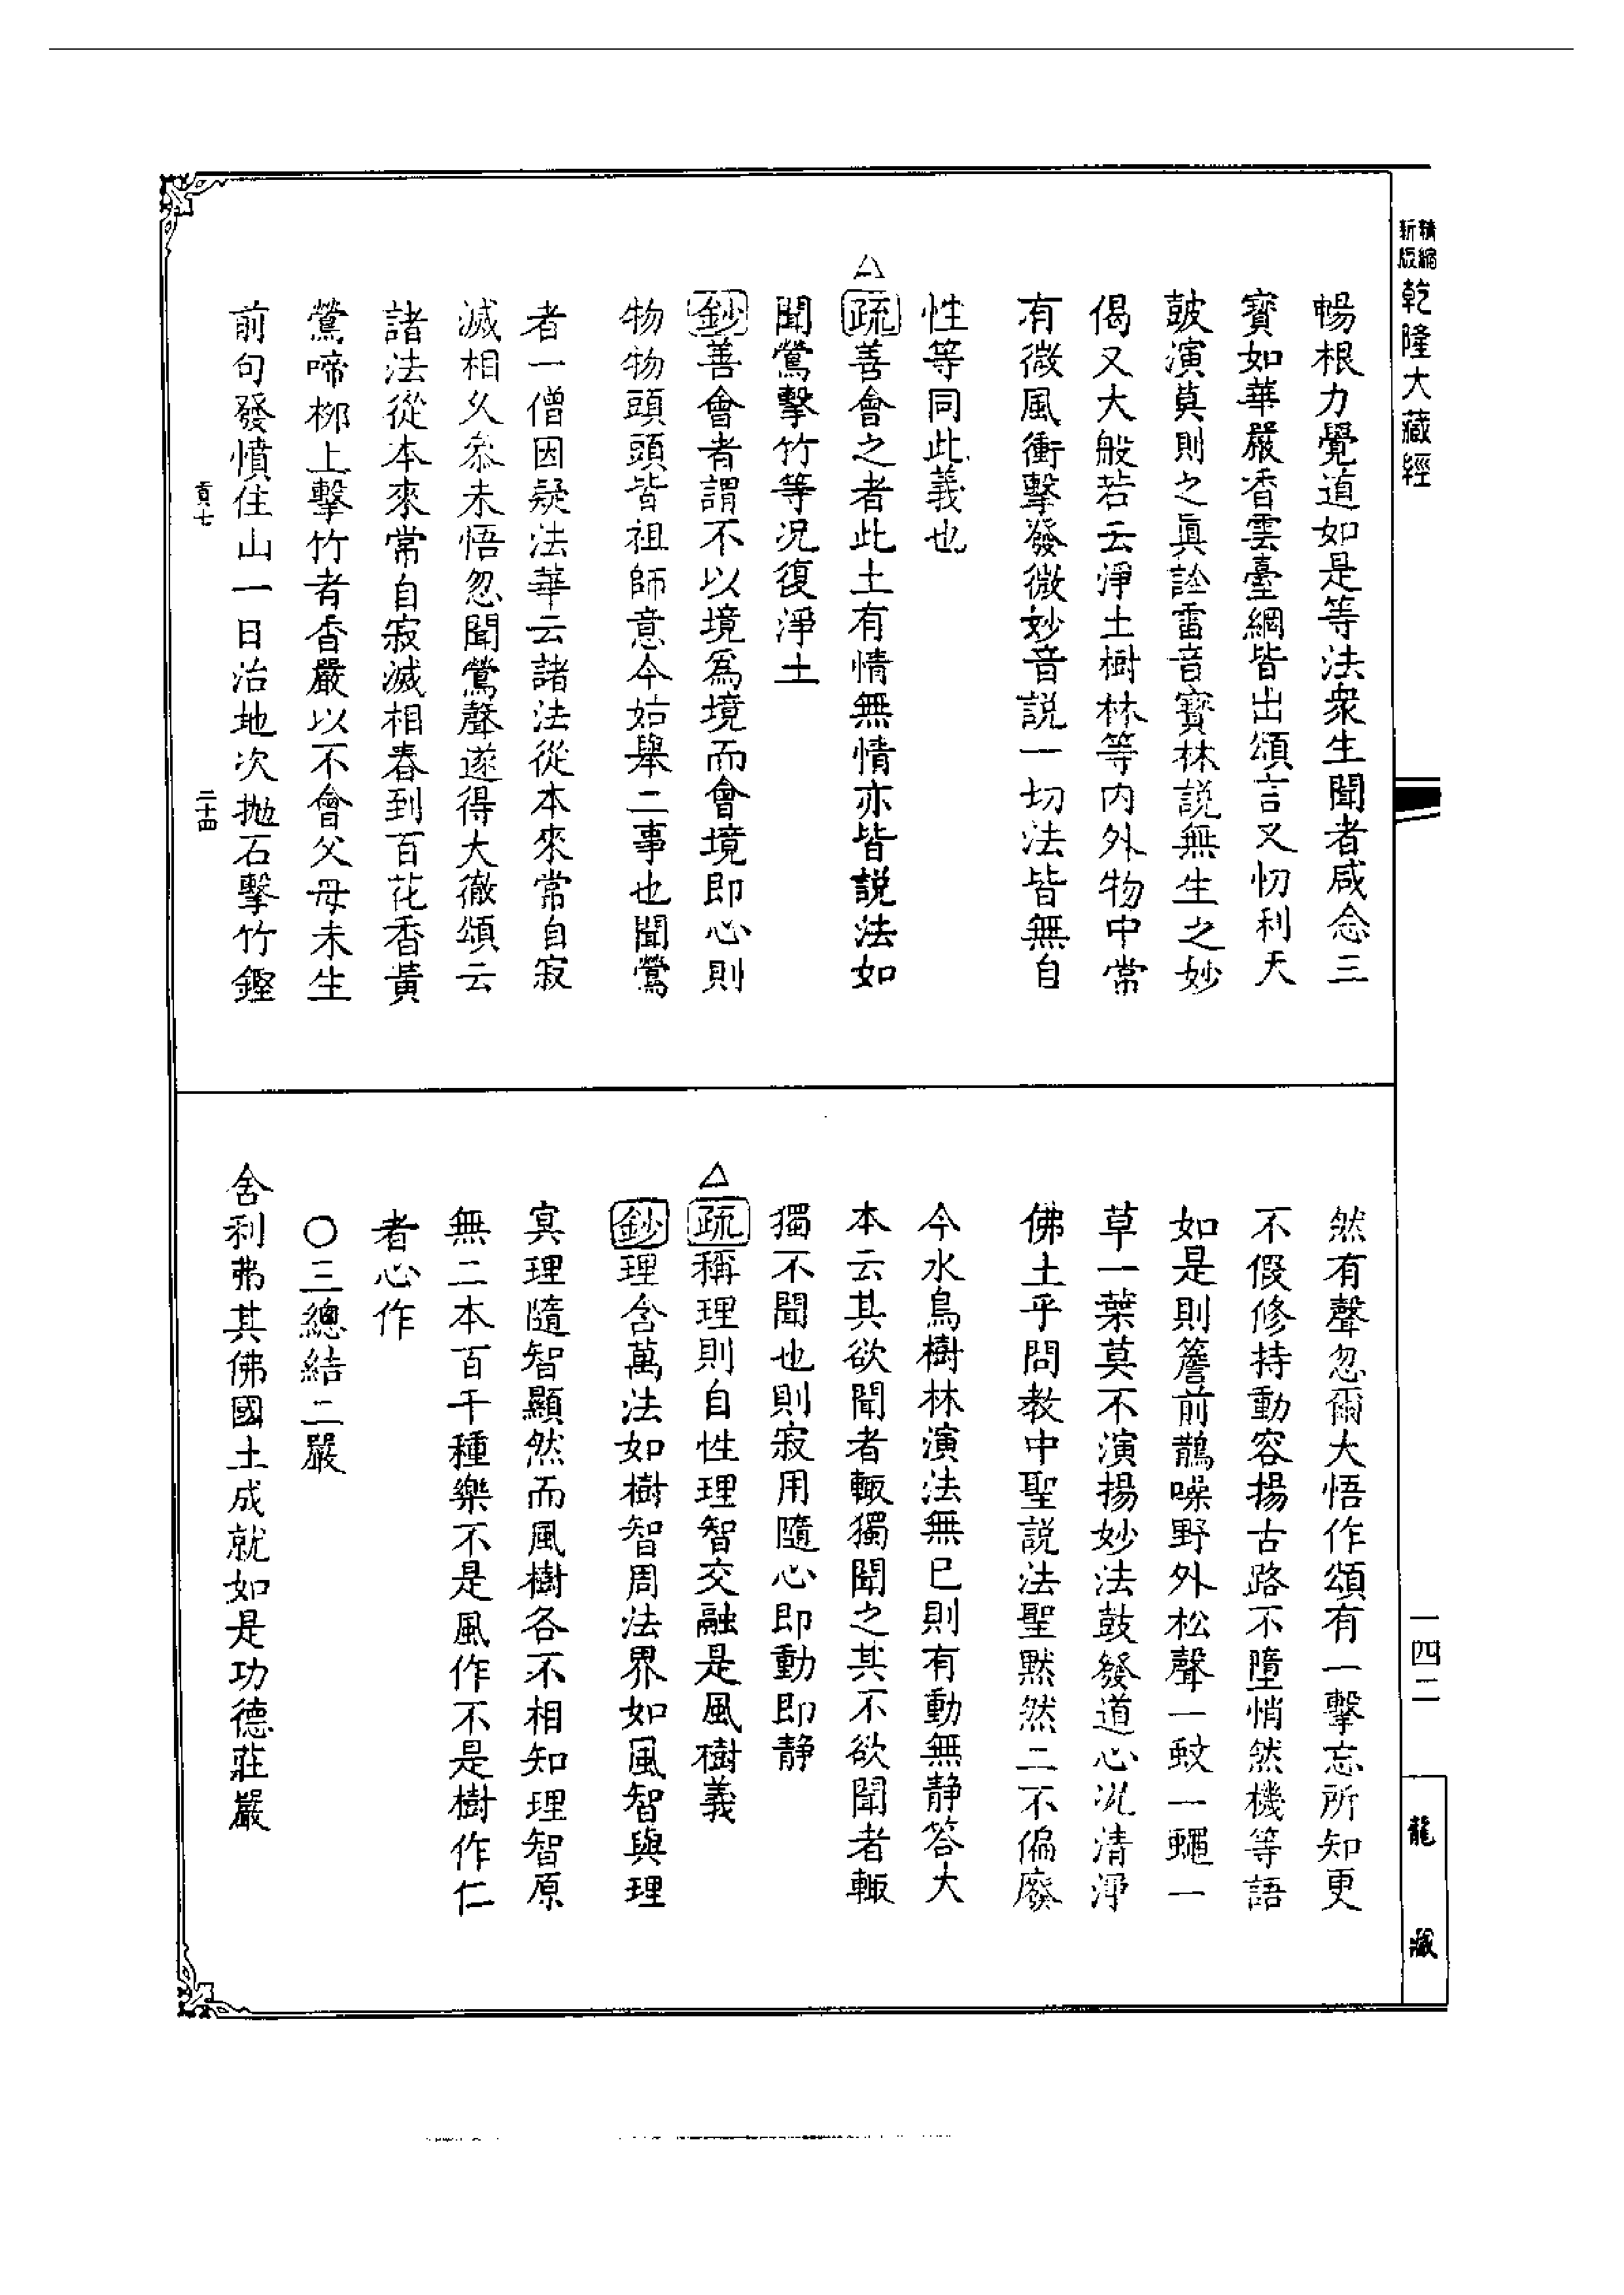 精縮
新版
乾隆大藏經
暢根力覺道如是等法衆生聞者咸念三
寶如華嚴香雲臺網皆出頌言又忉利天
皷演莫則之眞詮雷音寶林説無生之妙
偈又大般若云淨土樹林等内外物中常
有微風衝擊發微妙音説一切法皆無自
性等同此義也
△疏善會之者此土有情無情亦皆説法如
聞鶯擊竹等况復淨土
鈔善會者謂不以境爲境而會境即心則
物物頭頭皆祖師意今姑舉二事也聞鶯
者一僧因疑法華云諸法從本來常自寂
滅相久叅未悟忽聞鶯聲遂得大徹頌云
諸法從本來常自寂滅相春到百花香黃
鶯啼桞上擊竹者香嚴以不會父母未生
前句發憤住山一日治地次抛石擊竹鏗
貢七
二十四
然有聲忽爾大悟作頌有一擊忘所知更
不假修持動容揚古路不墮悄然機等語
如是則簷前鵲噪野外松聲一蚊一蠅一
草一葉莫不演揚妙法鼓發道心况清淨
佛土乎問教中聖説法聖默然二不偏廢
今水鳥樹林演法無已則有動無静答大
本云其欲聞者輙獨聞之其不欲聞者輙
獨不聞也則寂用隨心即動即静
△疏稱理則自性理智交融是風樹義
鈔理含萬法如樹智周法界如風智與理
冥理隨智顯然而風樹各不相知理智原
無二本百千種樂不是風作不是樹作仁
者心作
○三總結二嚴
舍利弗其佛國土成就如是功德莊嚴
一四二
龍藏